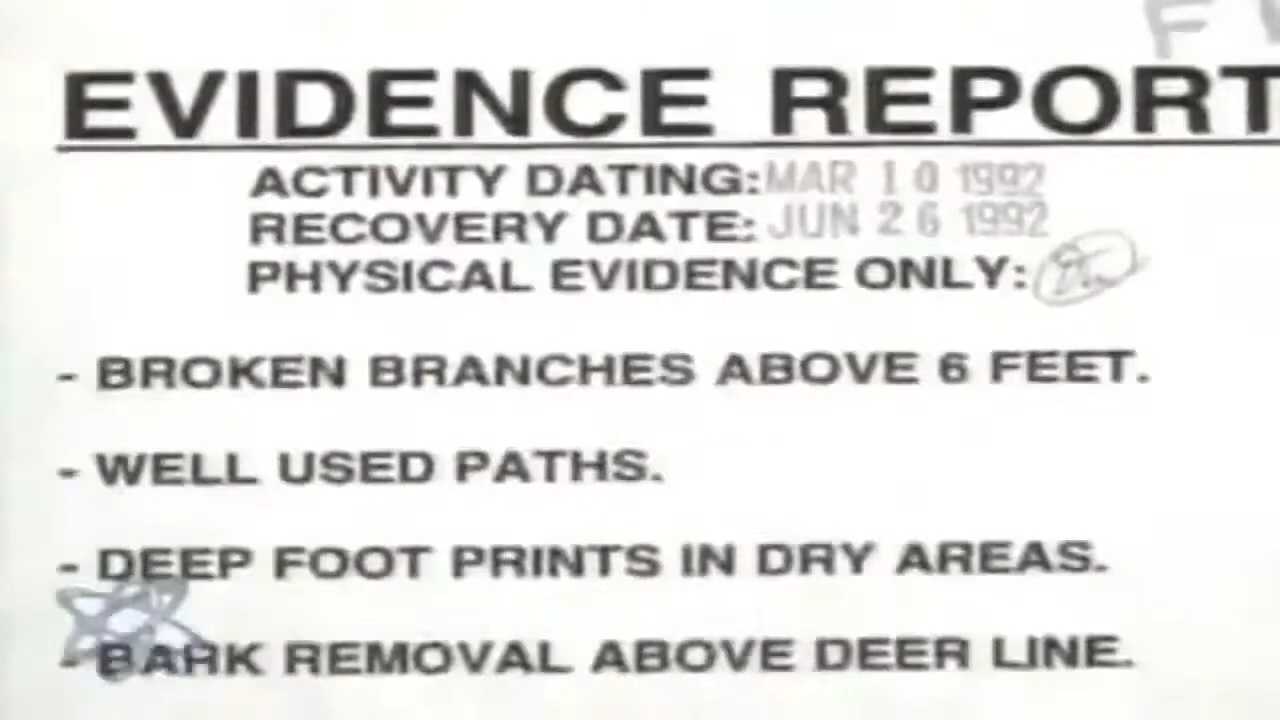 EVIDENCE REPORT
ACTIVITY DATING: MAR 10 1992
RECOVERY DATE: JUN 26 1992
PHYSICAL EVIDENCE ONLY:
- BROKEN BRANCHES ABOVE 6 FEET.
- WELL USED PATHS.
- DEEP FOOT PRINTS IN DRY AREAS.
- BARK REMOVAL ABOVE DEER LINE.